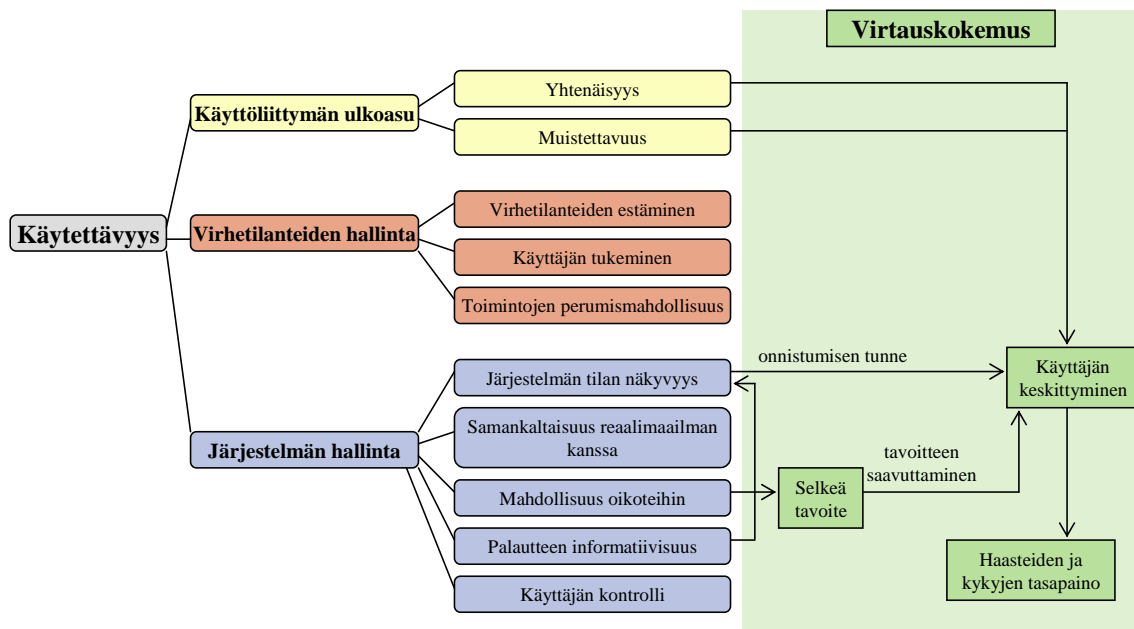 Virtauskokemus
Yhtenäisyys
Käyttöliittymän ulkoasu
Muistettavuus
Virhetilanteiden estäminen
Käytettävyys
Virhetilanteiden hallinta
Käyttäjän tukeminen
Toimintojen perumismahdollisuus
onnistumisen tunne
Järjestelmän tilan näkyvyys
Käyttäjän
keskittyminen
Samankaltaisuus reaalimaailman
kanssa
Järjestelmän hallinta
tavoitteen
saavuttaminen
Mahdollisuus oikoteihin
Selkeä
tavoite
Palautteen informatiivisuus
Haasteiden ja
kykyjen tasapaino
Käyttäjän kontrolli